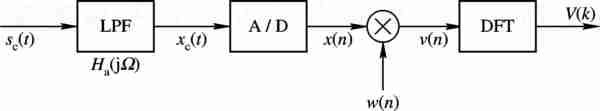 LPF
A / D
DFT
V(k)
s_c(t)
x_c(t)
x(n)
v(n)
H_a(jΩ)
w(n)